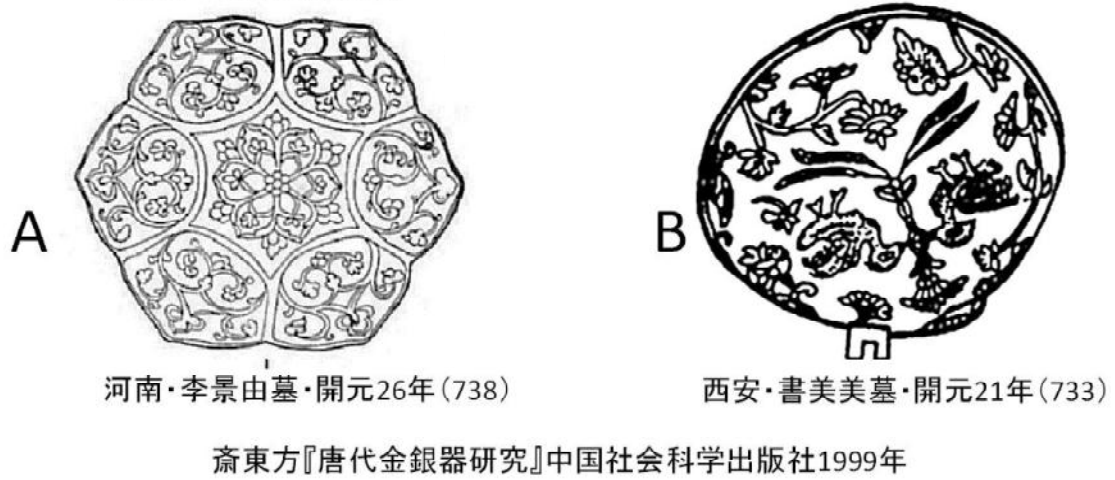 A
B
河南･李景由墓･開元26年(738)
西安･書美美墓･開元21年(733)
斎東方『唐代金銀器研究』中国社会科学出版社1999年